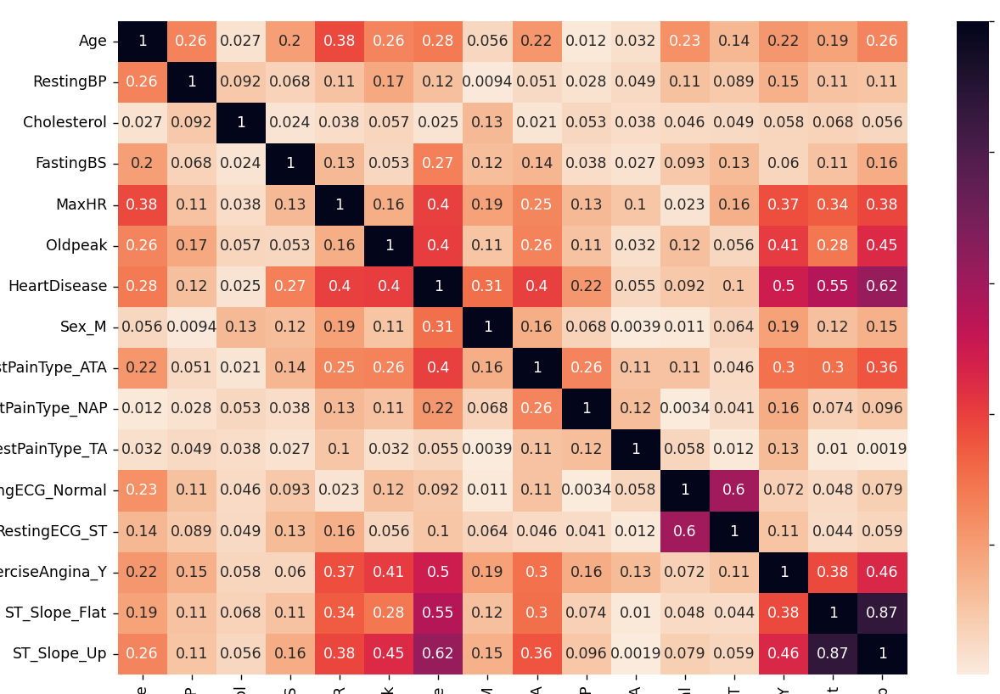 Age 1 0.26 0.027 0.2 0.38 0.26 0.28 0.056 0.22 0.012 0.032 0.23 0.14 0.22 0.19 0.26
RestingBP 0.26 1 0.092 0.068 0.11 0.17 0.12 0.0094 0.051 0.028 0.049 0.11 0.089 0.15 0.11 0.11
Cholesterol 0.027 0.092 1 0.024 0.038 0.057 0.025 0.13 0.021 0.053 0.038 0.046 0.049 0.058 0.068 0.056
FastingBS 0.2 0.068 0.024 1 0.13 0.053 0.27 0.12 0.14 0.038 0.027 0.093 0.13 0.06 0.11 0.16
MaxHR 0.38 0.11 0.038 0.13 1 0.16 0.4 0.19 0.25 0.13 0.1 0.023 0.16 0.37 0.34 0.38
Oldpeak 0.26 0.17 0.057 0.053 0.16 1 0.4 0.11 0.26 0.11 0.032 0.12 0.056 0.41 0.28 0.45
HeartDisease 0.28 0.12 0.025 0.27 0.4 0.4 1 0.31 0.4 0.22 0.055 0.092 0.1 0.5 0.55 0.62
Sex_M 0.056 0.0094 0.13 0.12 0.19 0.11 0.31 1 0.16 0.068 0.0039 0.011 0.064 0.19 0.12 0.15
stPainType_ATA 0.22 0.051 0.021 0.14 0.25 0.26 0.4 0.16 1 0.26 0.11 0.11 0.046 0.3 0.3 0.36
tPainType_NAP 0.012 0.028 0.053 0.038 0.13 0.11 0.22 0.068 0.26 1 0.12 0.0034 0.041 0.16 0.074 0.096
estPainType_TA 0.032 0.049 0.038 0.027 0.1 0.032 0.055 0.0039 0.11 0.12 1 0.058 0.012 0.13 0.01 0.0019
ngECG_Normal 0.23 0.11 0.046 0.093 0.023 0.12 0.092 0.011 0.11 0.0034 0.058 1 0.6 0.072 0.048 0.079
RestingECG_ST 0.14 0.089 0.049 0.13 0.16 0.056 0.1 0.064 0.046 0.041 0.012 0.6 1 0.11 0.044 0.059
erciseAngina_Y 0.22 0.15 0.058 0.06 0.37 0.41 0.5 0.19 0.3 0.16 0.13 0.072 0.11 1 0.38 0.46
ST_Slope_Flat 0.19 0.11 0.068 0.11 0.34 0.28 0.55 0.12 0.3 0.074 0.01 0.048 0.044 0.38 1 0.87
ST_Slope_Up 0.26 0.11 0.056 0.16 0.38 0.45 0.62 0.15 0.36 0.096 0.0019 0.079 0.059 0.46 0.87 1